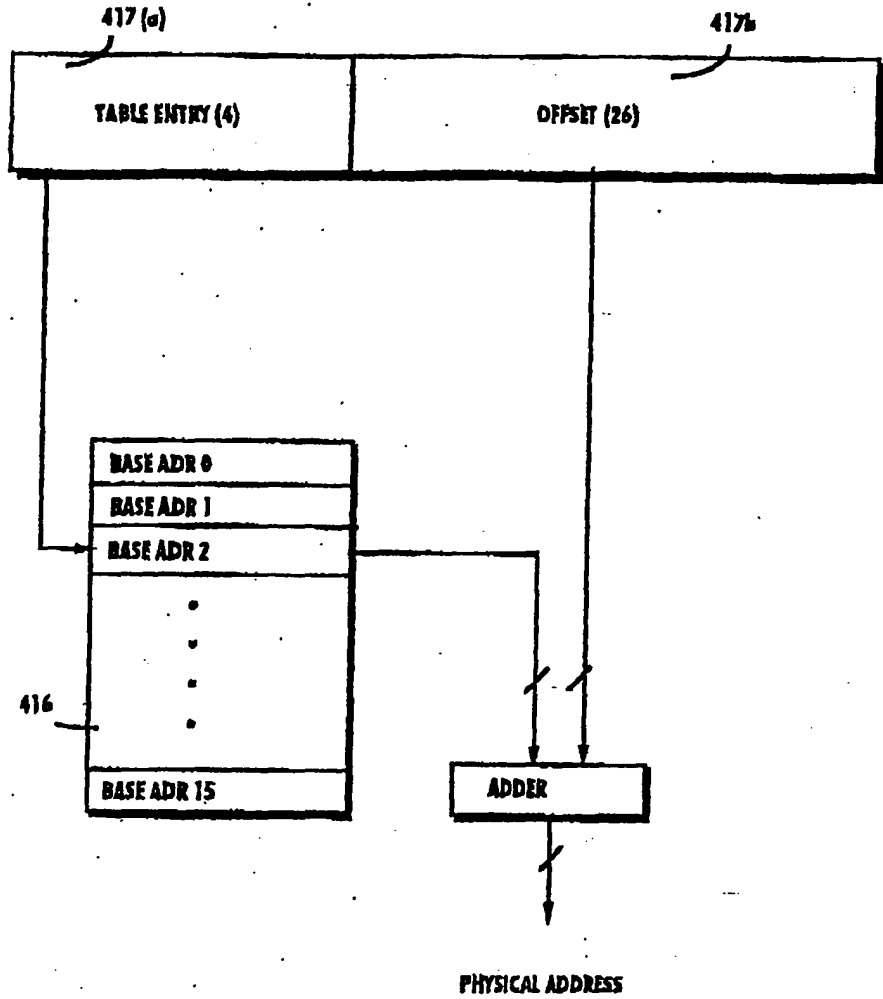 417 (a)
417b
TABLE ENTRY (4)
OFFSET (26)
BASE ADR 0
BASE ADR 1
BASE ADR 2
416
BASE ADR 15
ADDER
PHYSICAL ADDRESS